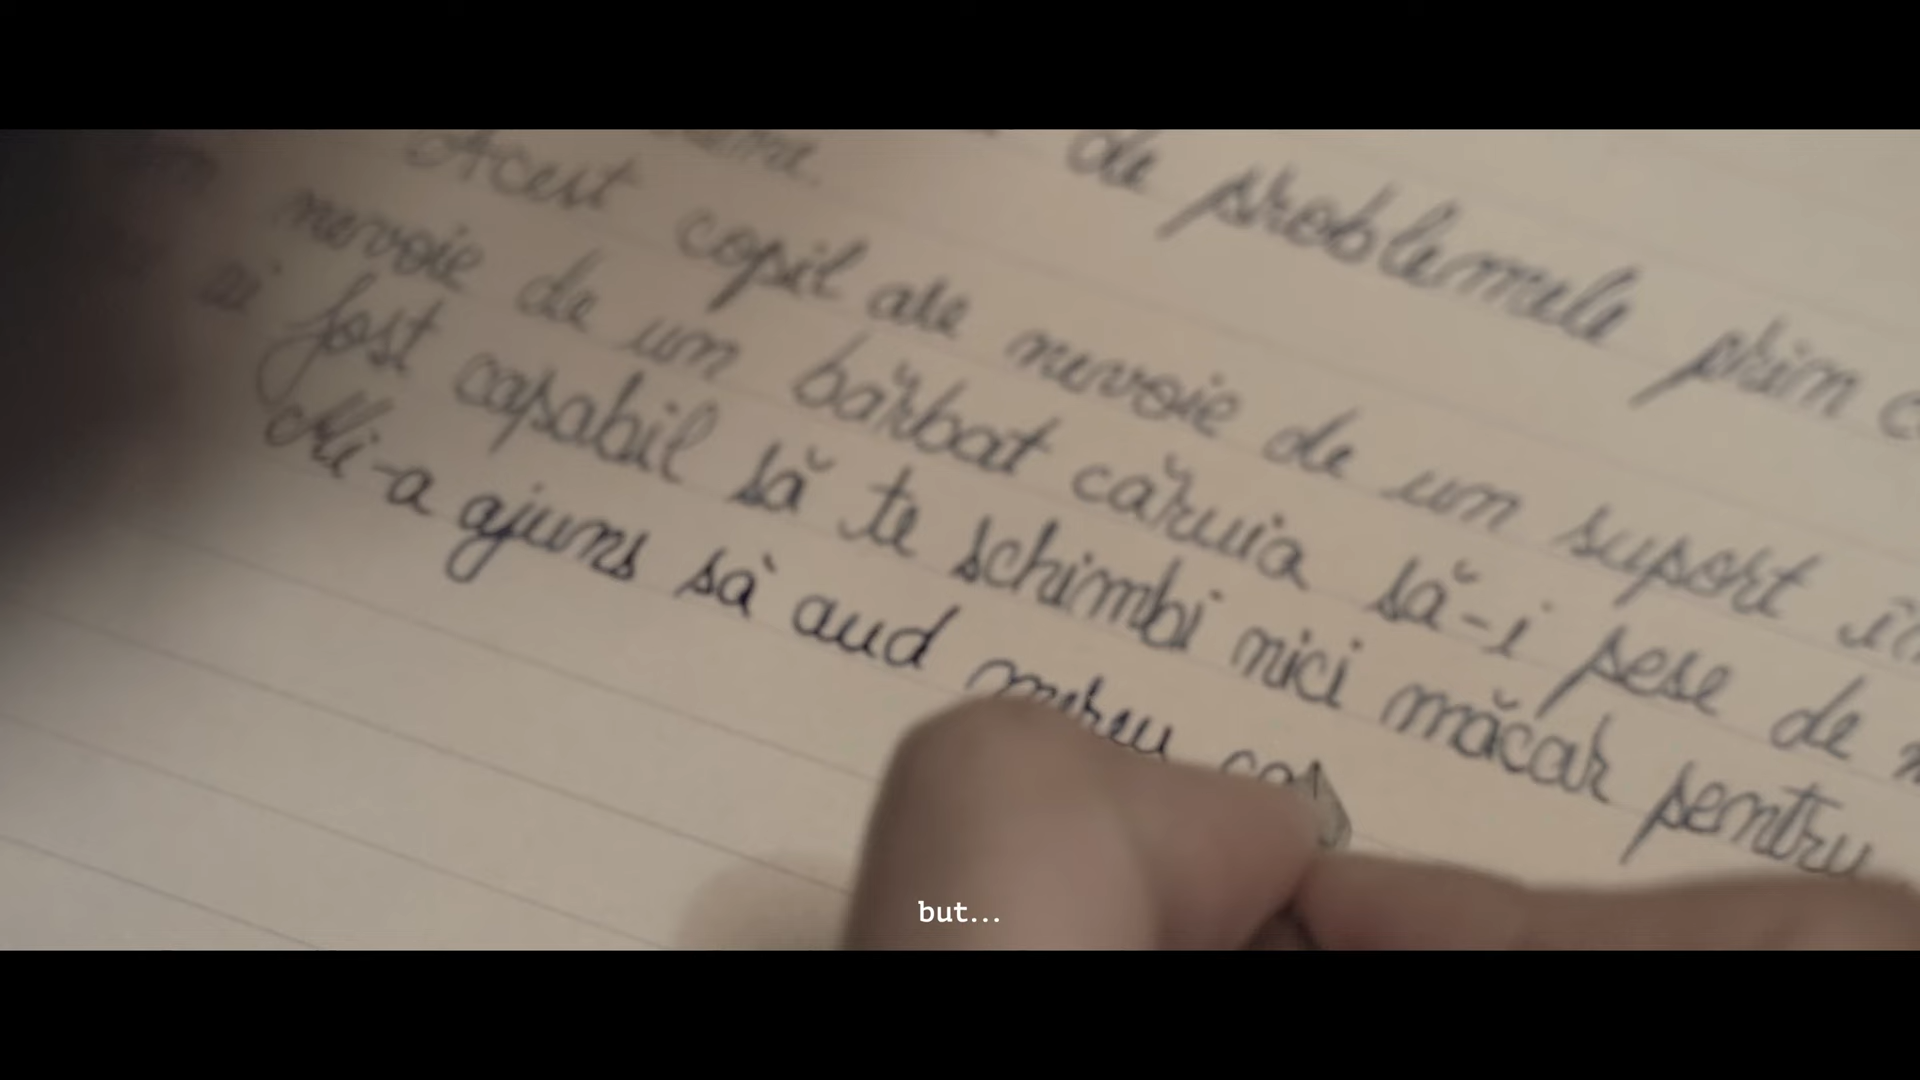 de problemele prin
Acest copil are nevoie de un suport
nevoie de un bărbat căruia să-i pese de
ai fost capabil să te schimbi nici măcar pentru
Mi-a ajuns să aud mereu
but...